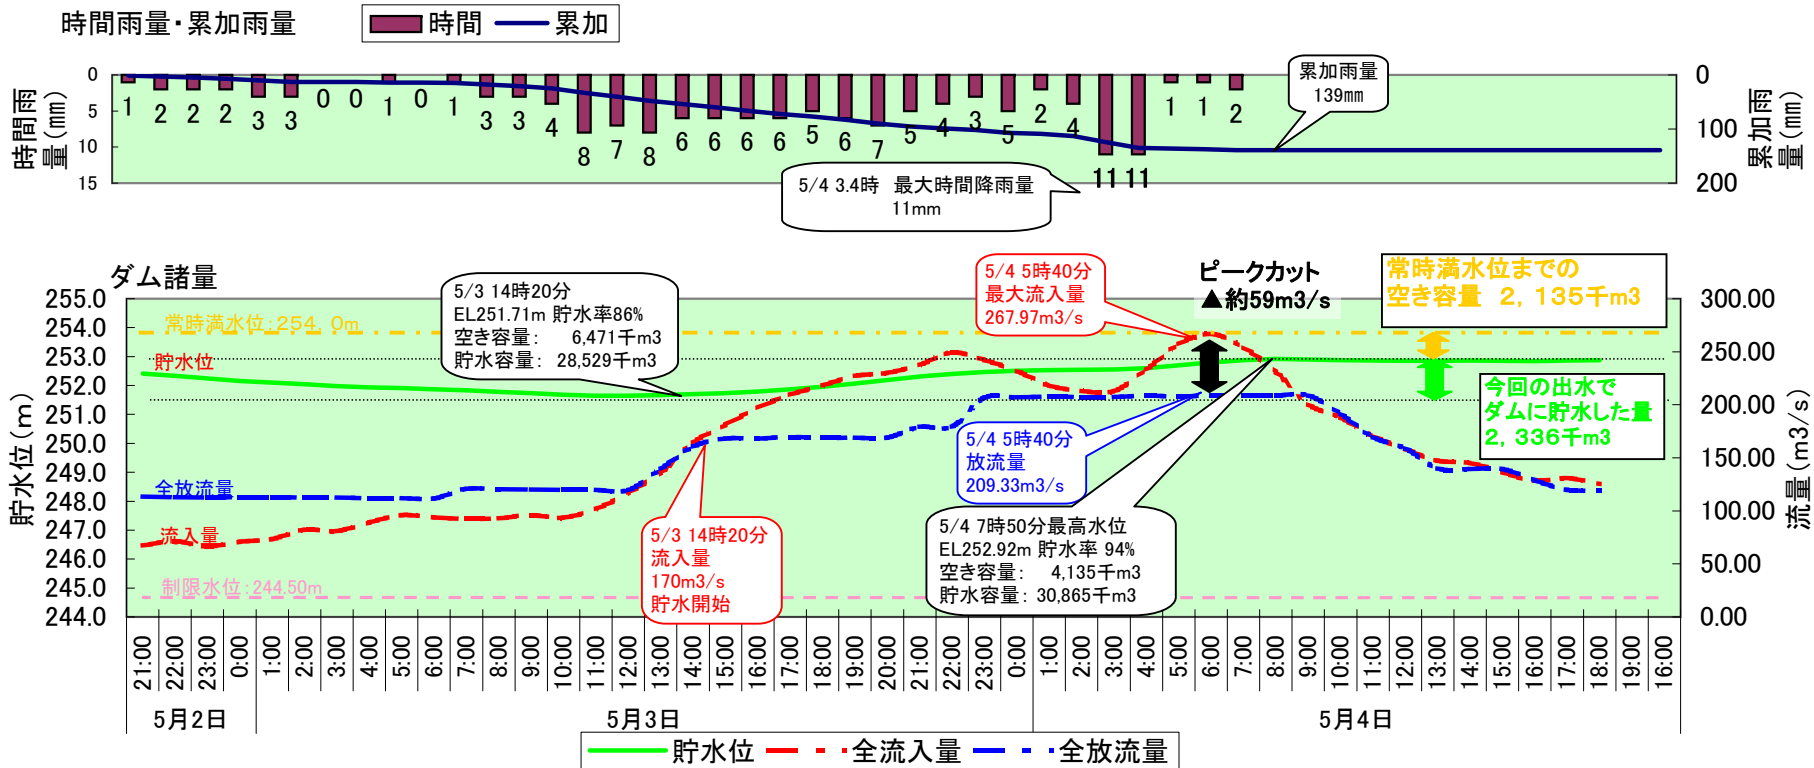 時間雨量・累加雨量
時間 累加
時間雨量(㎜)
0
5
10
15
1 2 2 2 3 3 0 0 1 0 1 3 3 4 8 7 8 6 6 6 6 5 6 7 5 4 3 5 2 4 11 11 1 1 2
累加雨量
139㎜
5/4 3.4時 最大時間降雨量
11mm
0
100
200
累加雨量(㎜)
ダム諸量
貯水位(m)
255.0
254.0
253.0
252.0
251.0
250.0
249.0
248.0
247.0
246.0
245.0
244.0
常時満水位:254.0m
貯水位
全放流量
流入量
制限水位:244.50m
5/3 14時20分
EL251.71m 貯水率86%
空き容量: 6,471千m3
貯水容量: 28,529千m3
5/3 14時20分
流入量
170m3/s
貯水開始
5/4 5時40分
最大流入量
267.97m3/s
ピークカット
▲約59m3/s
5/4 5時40分
放流量
209.33m3/s
5/4 7時50分最高水位
EL252.92m 貯水率 94%
空き容量: 4,135千m3
貯水容量: 30,865千m3
常時満水位までの
空き容量 2,135千m3
今回の出水で
ダムに貯水した量
2,336千m3
300.00
250.00
200.00
150.00
100.00
50.00
0.00
流量(m3/s)
21:00 22:00 23:00 0:00 1:00 2:00 3:00 4:00 5:00 6:00 7:00 8:00 9:00 10:00 11:00 12:00 13:00 14:00 15:00 16:00 17:00 18:00 19:00 20:00 21:00 22:00 23:00 0:00 1:00 2:00 3:00 4:00 5:00 6:00 7:00 8:00 9:00 10:00 11:00 12:00 13:00 14:00 15:00 16:00 17:00 18:00 19:00 16:00
5月2日 5月3日 5月4日
貯水位 全流入量 全放流量